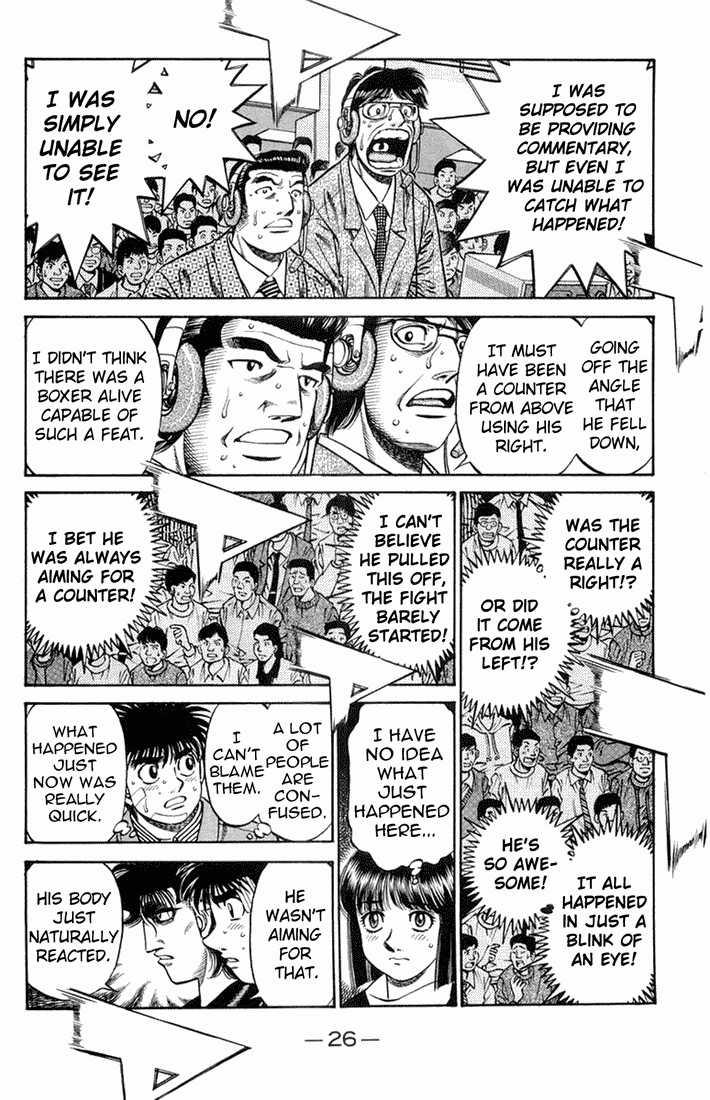 I WAS
SUPPOSED TO
BE PROVIDING
COMMENTARY,
BUT EVEN I
WAS UNABLE TO
CATCH WHAT
HAPPENED!
NO!
I WAS
SIMPLY
UNABLE
TO SEE
IT!
GOING
OFF THE
ANGLE
THAT
HE FELL
DOWN,
IT MUST
HAVE BEEN
A COUNTER
FROM ABOVE
USING HIS
RIGHT.
I DIDN'T THINK
THERE WAS A
BOXER ALIVE
CAPABLE OF
SUCH A FEAT.
WAS THE
COUNTER
REALLY A
RIGHT!?
OR DID
IT COME
FROM HIS
LEFT!?
I CAN'T
BELIEVE
HE PULLED
THIS OFF,
THE FIGHT
BARELY
STARTED!
I BET HE
WAS ALWAYS
AIMING FOR
A COUNTER!
IT ALL
HAPPENED
IN JUST A
BLINK OF
AN EYE!
HE'S
SO AWE-
SOME!
I HAVE
NO IDEA
WHAT
JUST
HAPPENED
HERE...
A LOT
OF
PEOPLE
ARE
CON-
FUSED.
I
CAN'T
BLAME
THEM.
WHAT
HAPPENED
JUST
NOW WAS
REALLY
QUICK.
HE
WASN'T
AIMING
FOR
THAT.
HIS BODY
JUST
NATURALLY
REACTED.
—26—